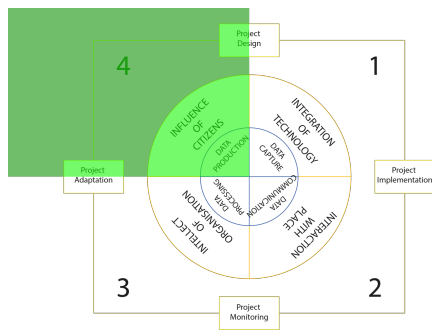 Project
Design
4
1
INFLUENCE
OF
CITIZENS
INTEGRATION
OF
TECHNOLOGY
DATA
PRODUCTION
DATA
CAPTURE
Project
Adaptation
Project
Implementation
DATA
PROCESSING
DATA
COMMUNICATION
INTELLECT
OF
ORGANISATION
INTERACTION
WITH
PLACE
3
2
Project
Monitoring